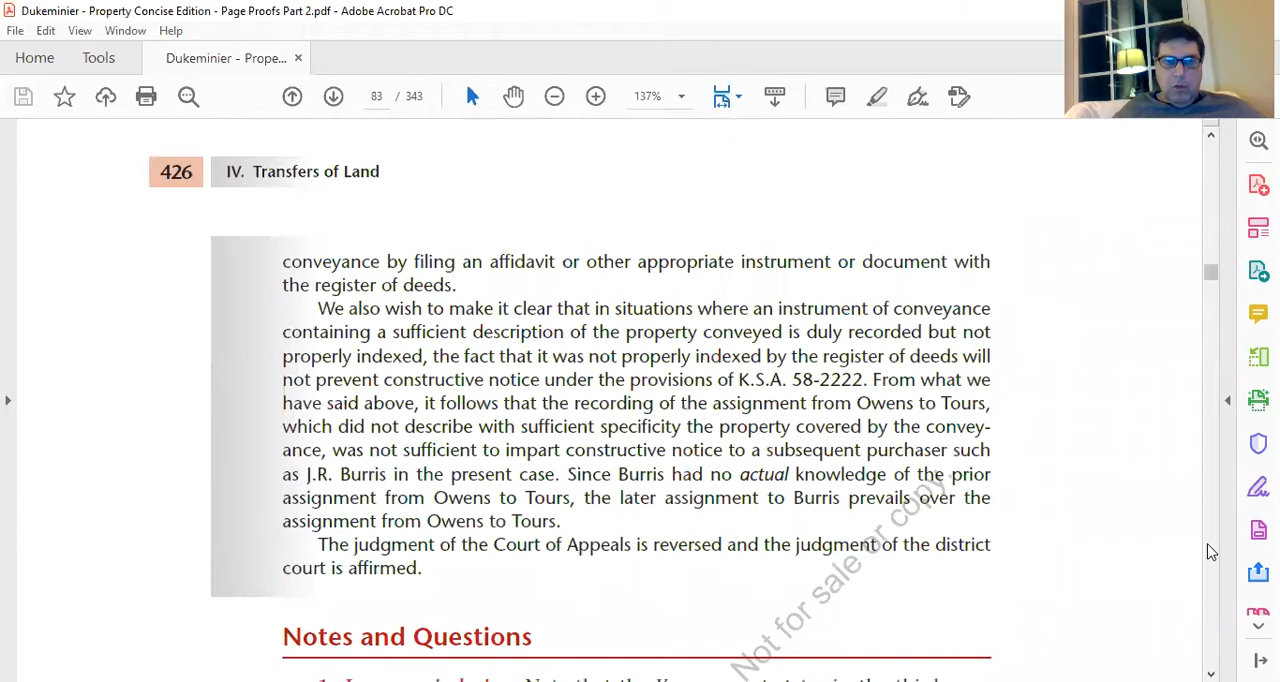 Dukeminier - Property Concise Edition - Page Proofs Part 2.pdf - Adobe Acrobat Pro DC
File Edit View Window Help
Home Tools Dukeminier - Prope... ×
83 / 343 137%
426 IV. Transfers of Land
conveyance by filing an affidavit or other appropriate instrument or document with
the register of deeds.
We also wish to make it clear that in situations where an instrument of conveyance
containing a sufficient description of the property conveyed is duly recorded but not
properly indexed, the fact that it was not properly indexed by the register of deeds will
not prevent constructive notice under the provisions of K.S.A. 58-2222. From what we
have said above, it follows that the recording of the assignment from Owens to Tours,
which did not describe with sufficient specificity the property covered by the convey-
ance, was not sufficient to impart constructive notice to a subsequent purchaser such
as J.R. Burris in the present case. Since Burris had no actual knowledge of the prior
assignment from Owens to Tours, the later assignment to Burris prevails over the
assignment from Owens to Tours.
The judgment of the Court of Appeals is reversed and the judgment of the district
court is affirmed.
Not for sale or copy.
Notes and Questions